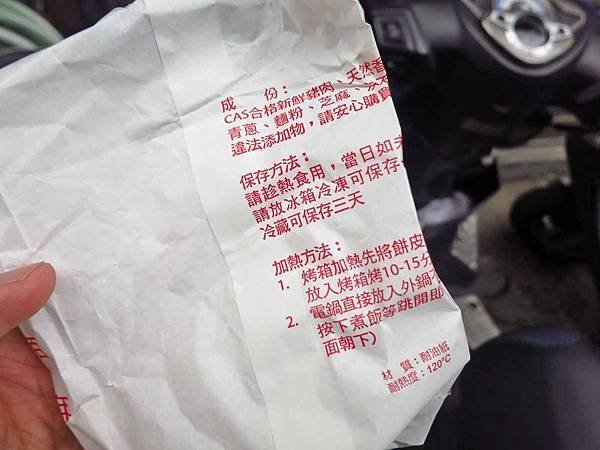 成 份：
CAS合格新鮮豬肉、天然香
青蔥、麵粉、芝麻、
違法添加物，請安心購買
保存方法：
請趁熱食用，當日如未
請放冰箱冷凍可保存
冷藏可保存三天
加熱方法：
1. 烤箱加熱先將餅皮
放入烤箱烤10-15分
2. 電鍋直接放入外鍋
按下煮飯等跳開即
面朝下）
材 質：耐油紙
耐熱度：120°C